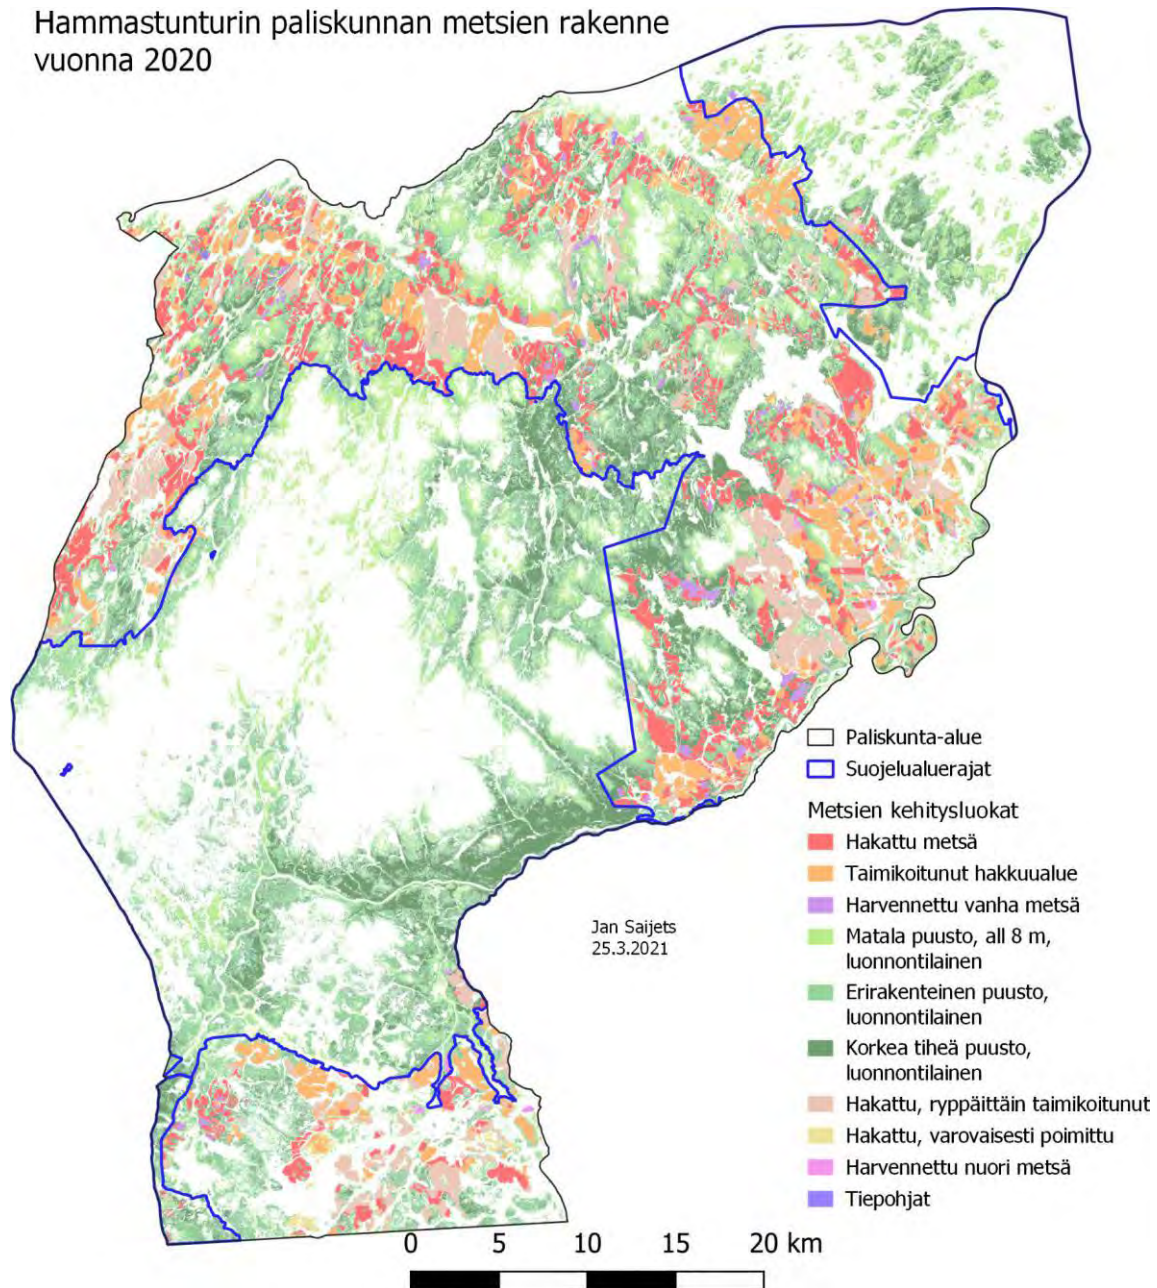 Hammastunturin paliskunnan metsien rakenne
vuonna 2020
Paliskunta-alue
Suojelualuerajat
Metsien kehitysluokat
Hakattu metsä
Taimikoitunut hakkuualue
Harvennettu vanha metsä
Matala puusto, all 8 m,
luonnontilainen
Erirakenteinen puusto,
luonnontilainen
Korkea tiheä puusto,
luonnontilainen
Hakattu, ryppäittäin taimikoitunut
Hakattu, varovaisesti poimittu
Harvennettu nuori metsä
Tiepohjat
Jan Saijets
25.3.2021
0 5 10 15 20 km